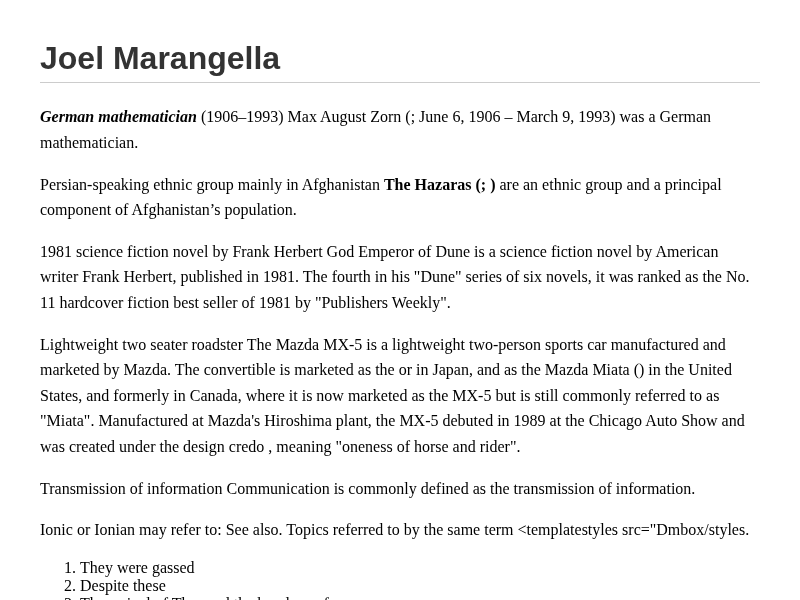 Joel Marangella
German mathematician (1906–1993) Max August Zorn (; June 6, 1906 – March 9, 1993) was a German
mathematician.
Persian-speaking ethnic group mainly in Afghanistan The Hazaras (; ) are an ethnic group and a principal
component of Afghanistan’s population.
1981 science fiction novel by Frank Herbert God Emperor of Dune is a science fiction novel by American
writer Frank Herbert, published in 1981. The fourth in his "Dune" series of six novels, it was ranked as the No.
11 hardcover fiction best seller of 1981 by "Publishers Weekly".
Lightweight two seater roadster The Mazda MX-5 is a lightweight two-person sports car manufactured and
marketed by Mazda. The convertible is marketed as the or in Japan, and as the Mazda Miata () in the United
States, and formerly in Canada, where it is now marketed as the MX-5 but is still commonly referred to as
"Miata". Manufactured at Mazda's Hiroshima plant, the MX-5 debuted in 1989 at the Chicago Auto Show and
was created under the design credo , meaning "oneness of horse and rider".
Transmission of information Communication is commonly defined as the transmission of information.
Ionic or Ionian may refer to: See also. Topics referred to by the same term <templatestyles src="Dmbox/styles.
1. They were gassed
2. Despite these